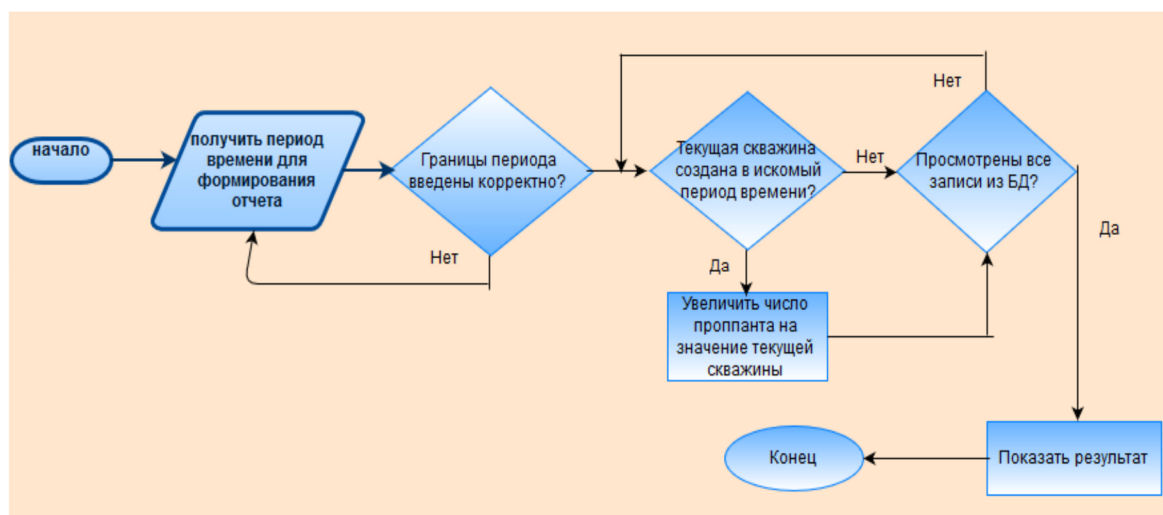 начало
получить период
времени для
формирования
отчета
Границы периода
введены корректно?
Нет
Текущая скважина
создана в искомый
период времени?
Нет
Да
Увеличить число
проппанта на
значение текущей
скважины
Нет
Просмотрены все
записи из БД?
Да
Показать результат
Конец